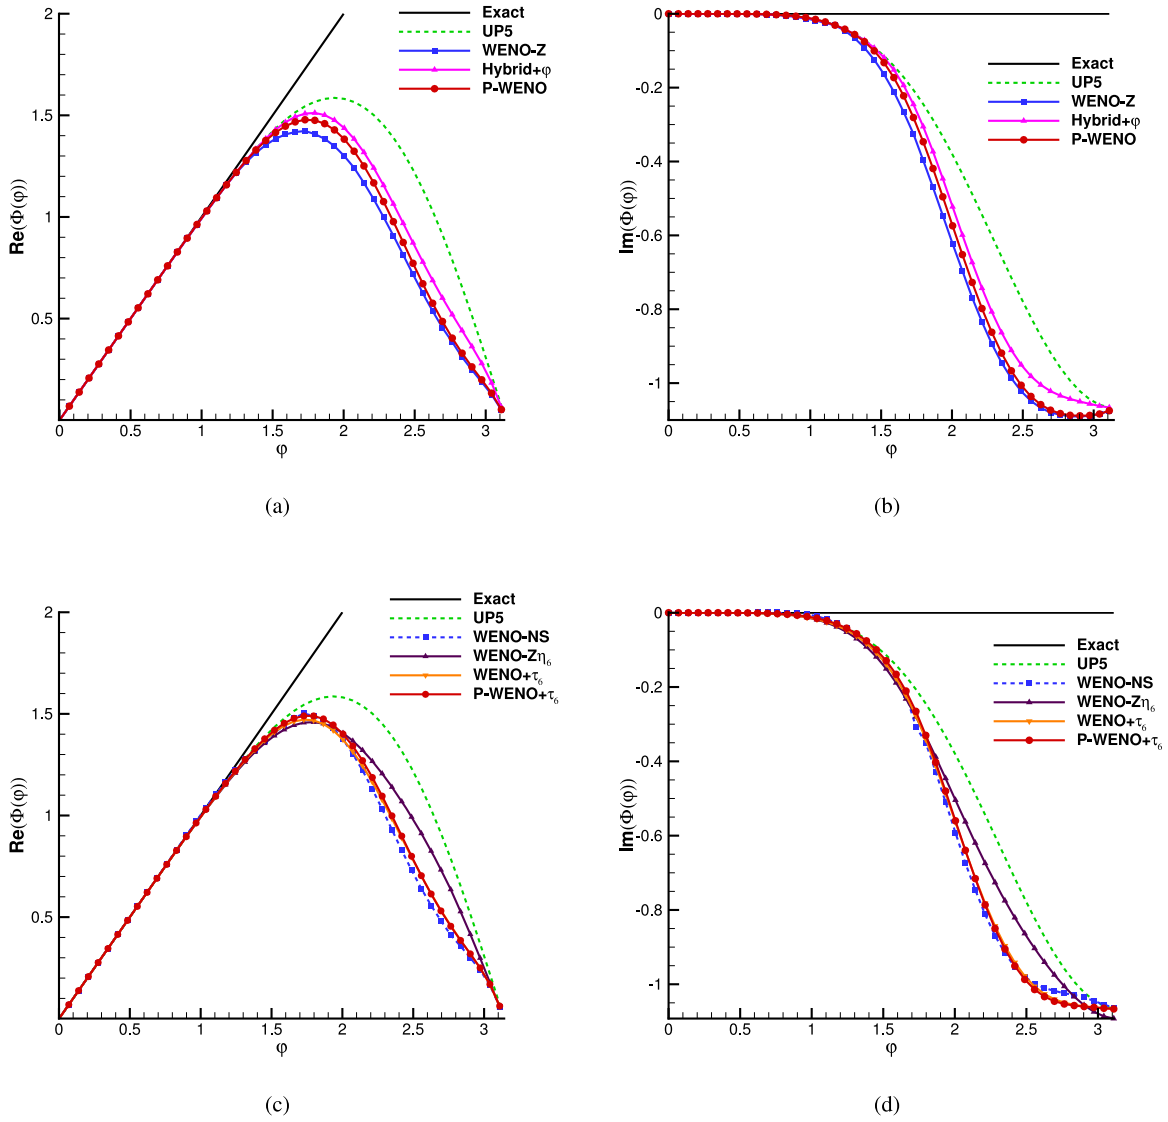 Re(Φ(φ))
2
1.5
1
0.5
0
0.5
1
1.5
2
2.5
3
φ
Exact
UP5
WENO-Z
Hybrid+φ
P-WENO
(a)
Im(Φ(φ))
0
-0.2
-0.4
-0.6
-0.8
-1
0
0.5
1
1.5
2
2.5
3
φ
Exact
UP5
WENO-Z
Hybrid+φ
P-WENO
(b)
Re(Φ(φ))
2
1.5
1
0.5
0
0.5
1
1.5
2
2.5
3
φ
Exact
UP5
WENO-NS
WENO-Zη₆
WENO+τ₆
P-WENO+τ₆
(c)
Im(Φ(φ))
0
-0.2
-0.4
-0.6
-0.8
-1
0
0.5
1
1.5
2
2.5
3
φ
Exact
UP5
WENO-NS
WENO-Zη₆
WENO+τ₆
P-WENO+τ₆
(d)